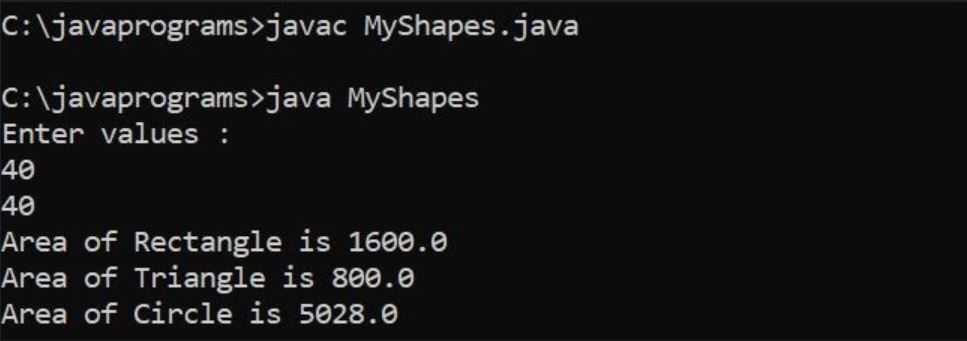 C:\javaprograms>javac MyShapes.java
C:\javaprograms>java MyShapes
Enter values :
40
40
Area of Rectangle is 1600.0
Area of Triangle is 800.0
Area of Circle is 5028.0